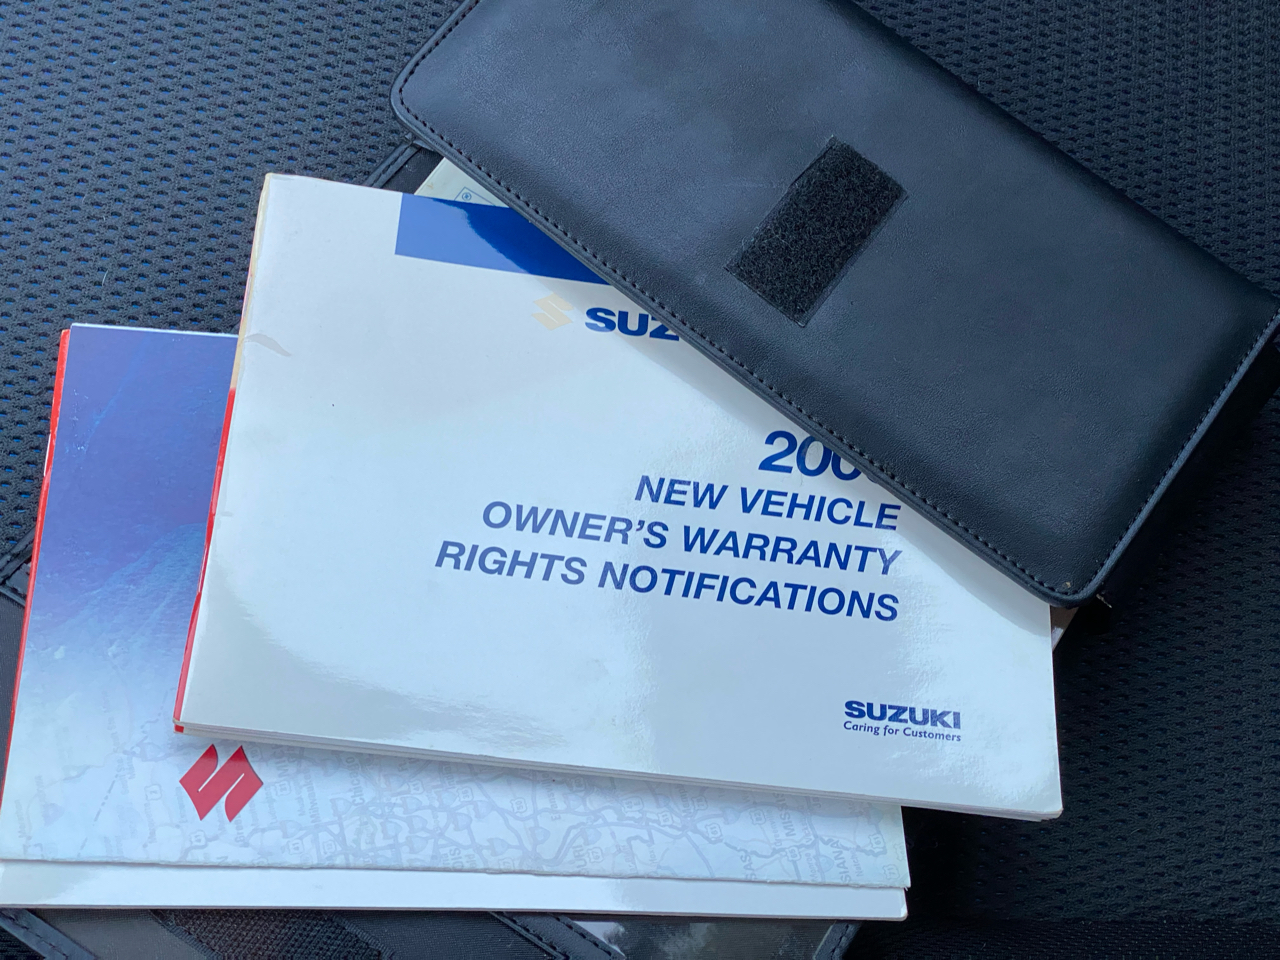 SUZ
200
NEW VEHICLE
OWNER'S WARRANTY
RIGHTS NOTIFICATIONS
SUZUKI
Caring for Customers